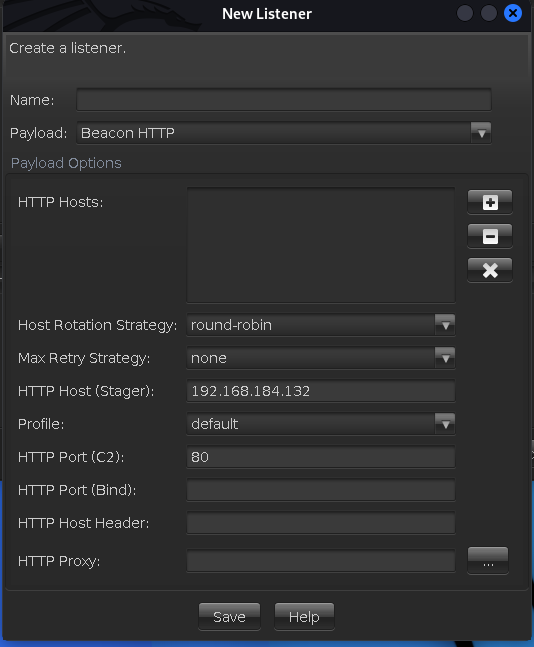 New Listener
Create a listener.
Name:
Payload: Beacon HTTP
Payload Options
HTTP Hosts:
Host Rotation Strategy: round-robin
Max Retry Strategy: none
HTTP Host (Stager): 192.168.184.132
Profile: default
HTTP Port (C2): 80
HTTP Port (Bind):
HTTP Host Header:
HTTP Proxy: ...
Save Help